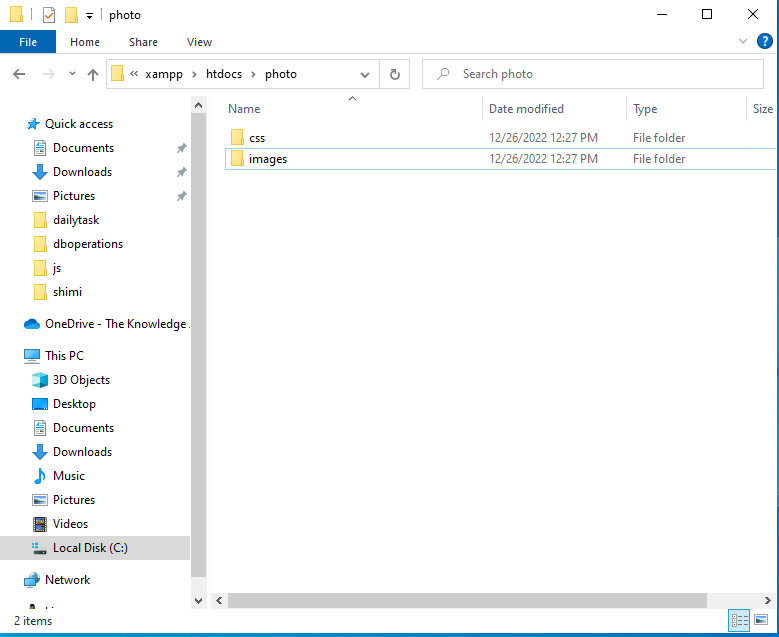 photo
File Home Share View
« xampp > htdocs > photo
Search photo
Name Date modified Type Size
css 12/26/2022 12:27 PM File folder
images 12/26/2022 12:27 PM File folder
Quick access
Documents
Downloads
Pictures
dailytask
dboperations
js
shimi
OneDrive - The Knowledge
This PC
3D Objects
Desktop
Documents
Downloads
Music
Pictures
Videos
Local Disk (C:)
Network
2 items